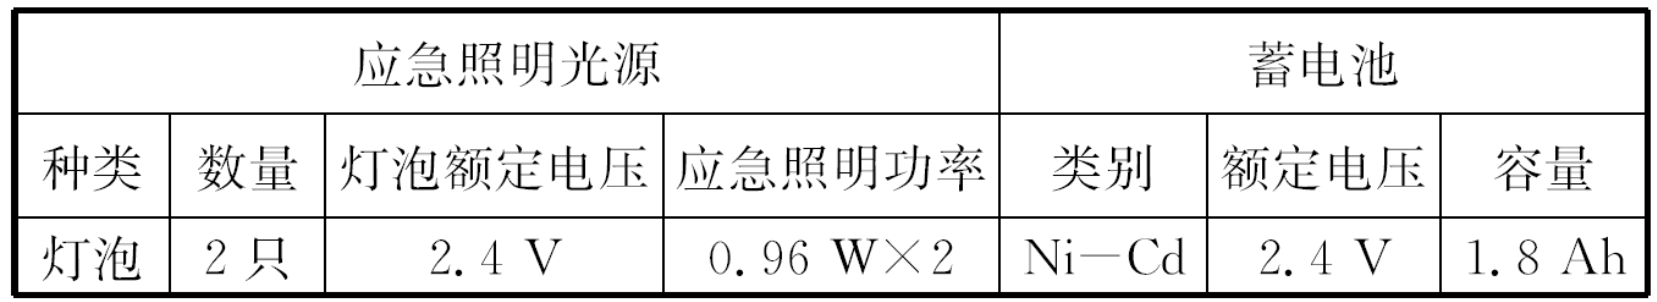 应急照明光源 蓄电池
种类 数量 灯泡额定电压 应急照明功率 类别 额定电压 容量
灯泡 2只 2.4 V 0.96 W×2 Ni—Cd 2.4 V 1.8 Ah